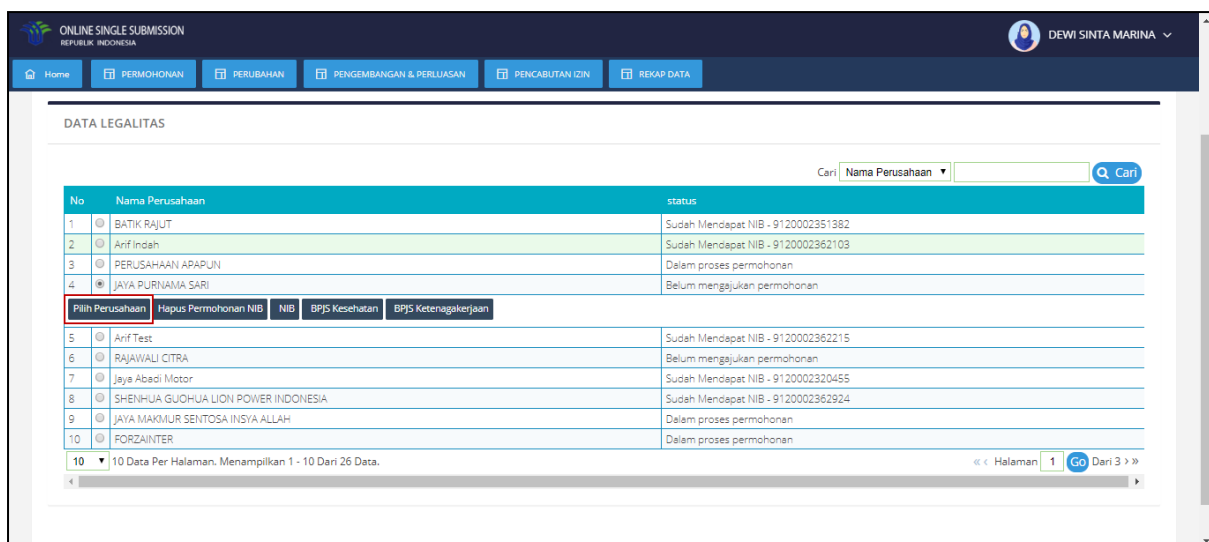 ONLINE SINGLE SUBMISSION
REPUBLIK INDONESIA
DEWI SINTA MARINA
Home PERMOHONAN PERUBAHAN PENGEMBANGAN & PERLUASAN PENCABUTAN IZIN REKAP DATA
DATA LEGALITAS
Cari Nama Perusahaan Cari
No Nama Perusahaan status
1 BATIK RAJUT Sudah Mendapat NIB - 9120002351382
2 Arif Indah Sudah Mendapat NIB - 9120002362103
3 PERUSAHAAN APAPUN Dalam proses permohonan
4 JAYA PURNAMA SARI Belum mengajukan permohonan
Pilih Perusahaan Hapus Permohonan NIB NIB BPJS Kesehatan BPJS Ketenagakerjaan
5 Arif Test Sudah Mendapat NIB - 9120002362215
6 RAJAWALI CITRA Belum mengajukan permohonan
7 Jaya Abadi Motor Sudah Mendapat NIB - 9120002320455
8 SHENHUA GUOHUA LION POWER INDONESIA Sudah Mendapat NIB - 9120002362924
9 JAYA MAKMUR SENTOSA INSYA ALLAH Dalam proses permohonan
10 FORZAINTER Dalam proses permohonan
10 10 Data Per Halaman. Menampilkan 1 - 10 Dari 26 Data. «‹ Halaman 1 Go Dari 3 › »